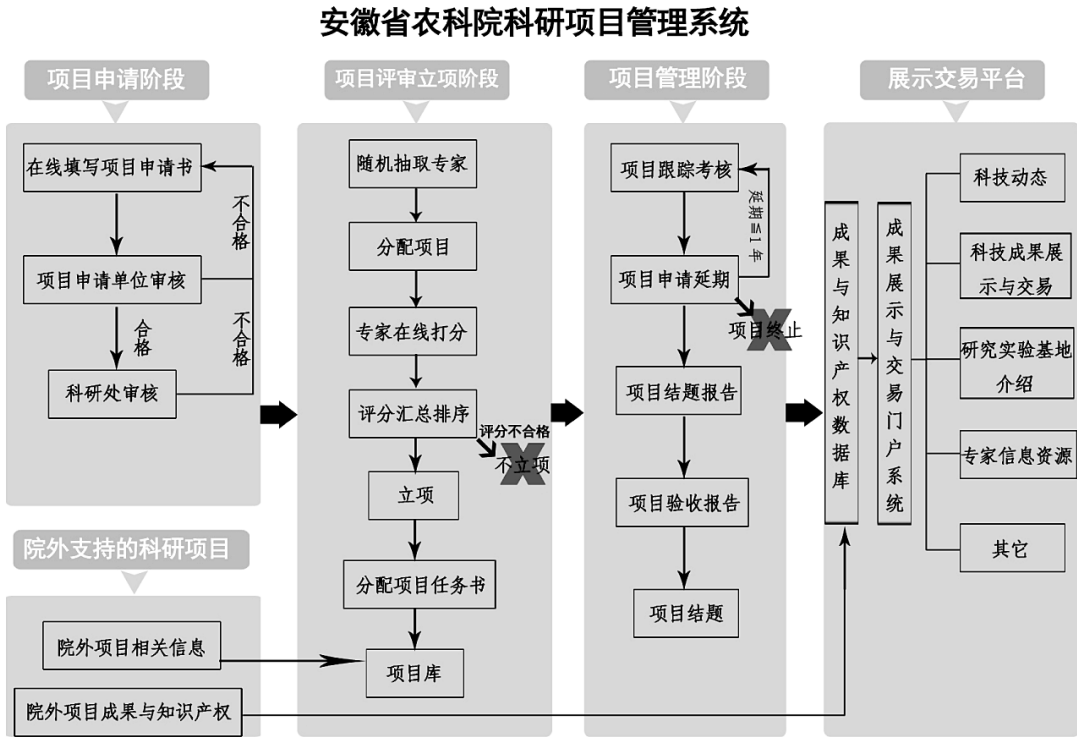 安徽省农科院科研项目管理系统
项目申请阶段
在线填写项目申请书
不合格
项目申请单位审核
合格
不合格
科研处审核
院外支持的科研项目
院外项目相关信息
院外项目成果与知识产权
项目评审立项阶段
随机抽取专家
分配项目
专家在线打分
评分汇总排序
评分不合格
不立项
立项
分配项目任务书
项目库
项目管理阶段
项目跟踪考核
延期≦1年
项目申请延期
项目终止
项目结题报告
项目验收报告
项目结题
展示交易平台
成果与知识产权数据库
成果展示与交易门户系统
科技动态
科技成果展
示与交易
研究实验基地
介绍
专家信息资源
其它